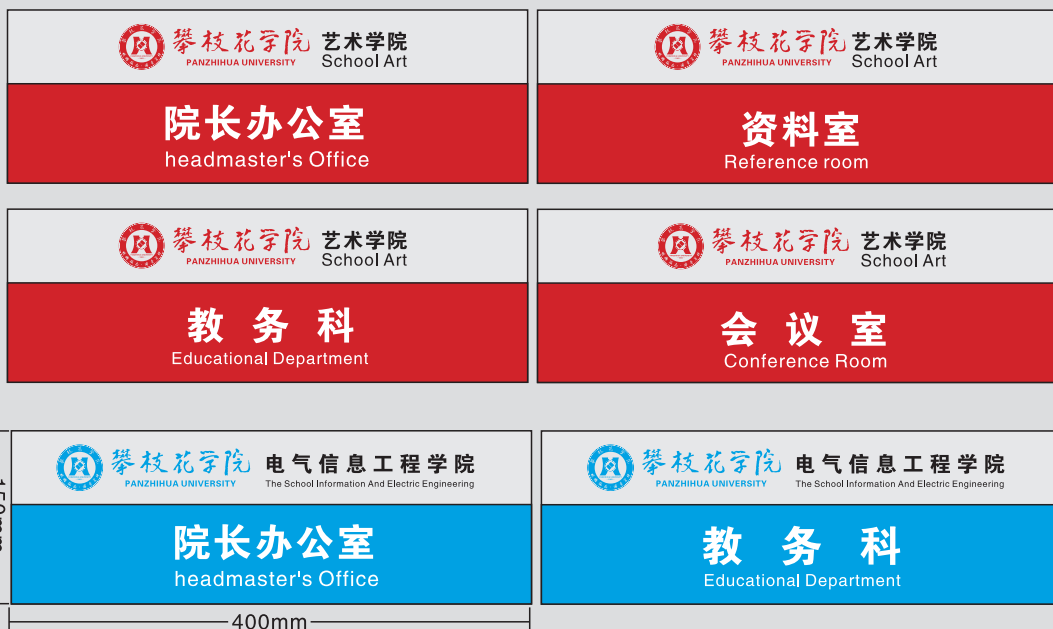 攀枝花学院 艺术学院
PANZHIHUA UNIVERSITY School Art
院长办公室
headmaster's Office
攀枝花学院 艺术学院
PANZHIHUA UNIVERSITY School Art
资料室
Reference room
攀枝花学院 艺术学院
PANZHIHUA UNIVERSITY School Art
教务科
Educational Department
攀枝花学院 艺术学院
PANZHIHUA UNIVERSITY School Art
会议室
Conference Room
攀枝花学院 电气信息工程学院
PANZHIHUA UNIVERSITY The School Information And Electric Engineering
院长办公室
headmaster's Office
攀枝花学院 电气信息工程学院
PANZHIHUA UNIVERSITY The School Information And Electric Engineering
教务科
Educational Department
400mm